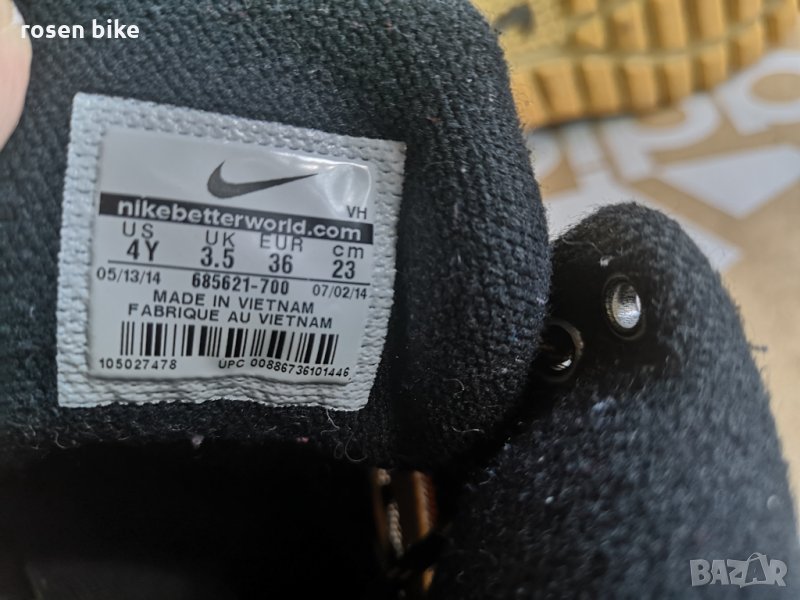 rosen bike
VH
nikebetterworld.com
US UK EUR cm
4Y 3.5 36 23
05/13/14 685621-700 07/02/14
MADE IN VIETNAM
FABRIQUE AU VIETNAM
105027478 UPC 00886736101446
BAZAR